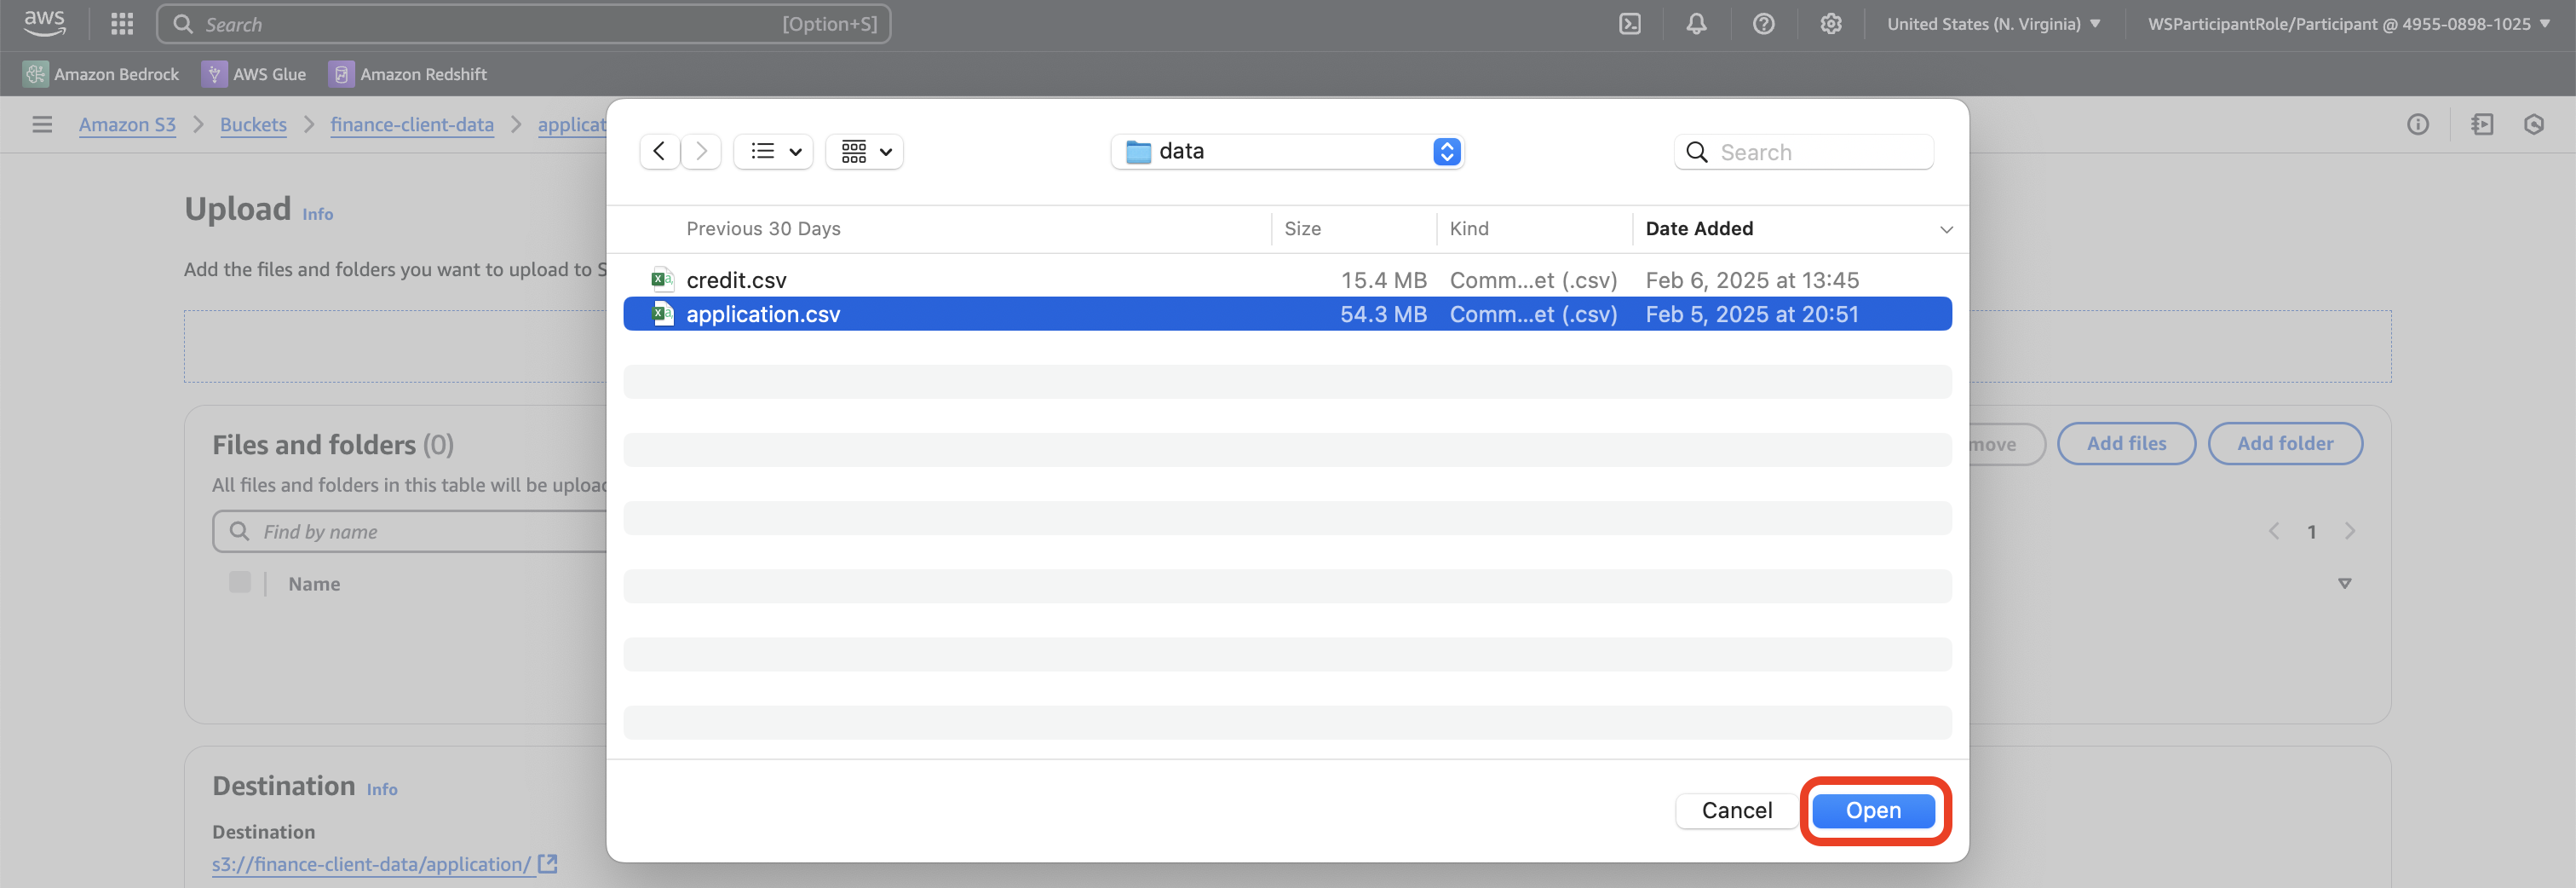 aws
Search [Option+S]
United States (N. Virginia)
WSParticipantRole/Participant @ 4955-0898-1025
Amazon Bedrock
AWS Glue
Amazon Redshift
Amazon S3
Buckets
finance-client-data
applicat
data
Search
Upload Info
Previous 30 Days Size Kind Date Added
Add the files and folders you want to upload to S
credit.csv 15.4 MB Comm...et (.csv) Feb 6, 2025 at 13:45
application.csv 54.3 MB Comm...et (.csv) Feb 5, 2025 at 20:51
Files and folders (0)
move
Add files
Add folder
All files and folders in this table will be upload
Find by name
1
Name
Destination Info
Cancel
Open
Destination
s3://finance-client-data/application/